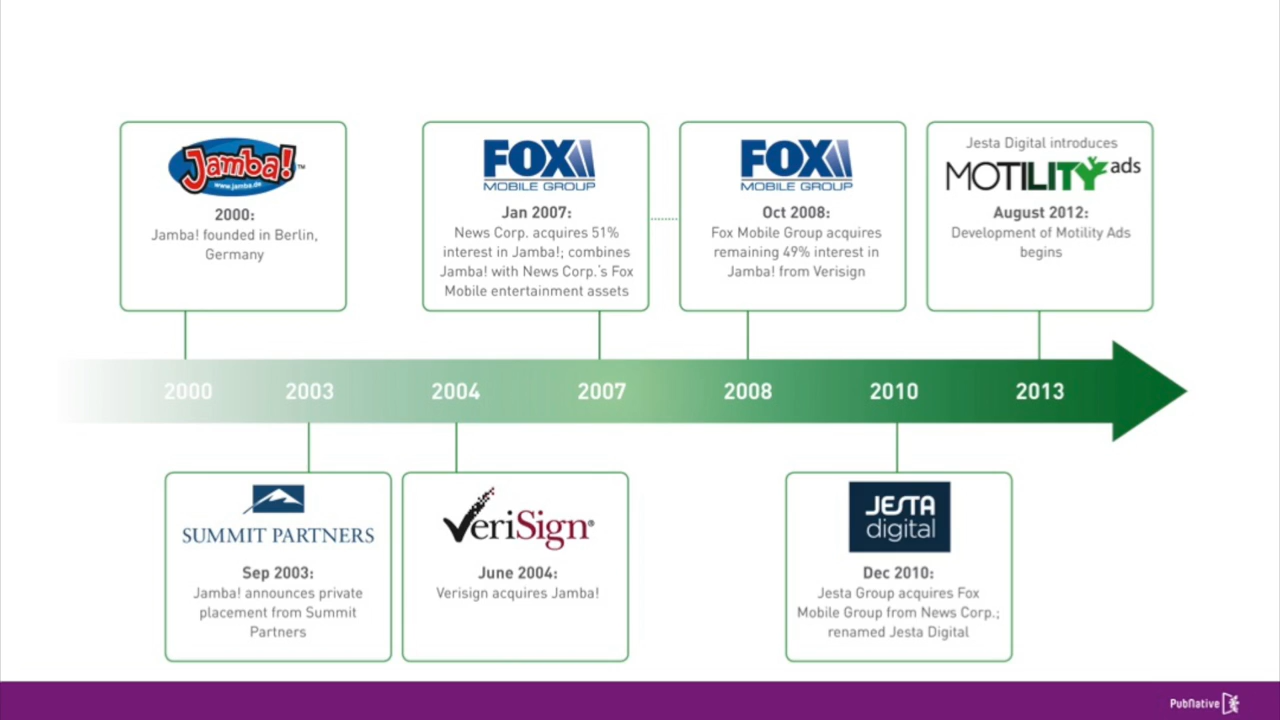 Jamba!™
www.jamba.de
2000:
Jamba! founded in Berlin,
Germany
FOX
MOBILE GROUP
Jan 2007:
News Corp. acquires 51%
interest in Jamba!; combines
Jamba! with News Corp.'s Fox
Mobile entertainment assets
FOX
MOBILE GROUP
Oct 2008:
Fox Mobile Group acquires
remaining 49% interest in
Jamba! from Verisign
Jesta Digital introduces
MOTILITY ads
August 2012:
Development of Motility Ads
begins
2000 2003 2004 2007 2008 2010 2013
SUMMIT PARTNERS
Sep 2003:
Jamba! announces private
placement from Summit
Partners
VeriSign®
June 2004:
Verisign acquires Jamba!
JESTA
digital
Dec 2010:
Jesta Group acquires Fox
Mobile Group from News Corp.;
renamed Jesta Digital
PubNative